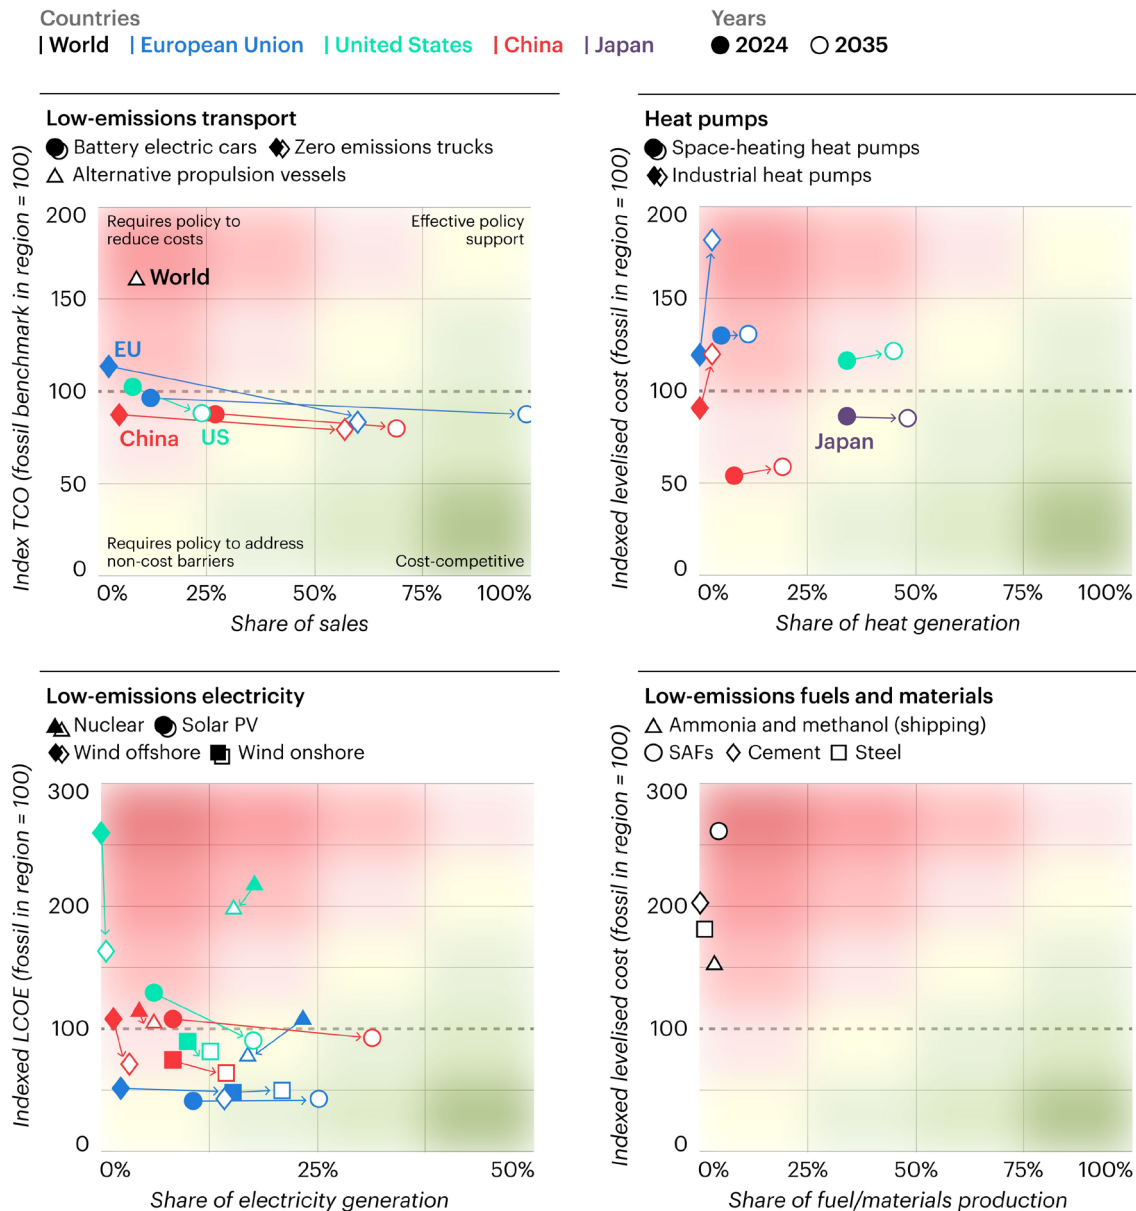 Countries
World European Union United States China Japan
Years
2024 2035
Low-emissions transport
Battery electric cars Zero emissions trucks
Alternative propulsion vessels
Index TCO (fossil benchmark in region = 100)
200
150
100
50
0
Requires policy to
reduce costs
Effective policy
support
World
EU
China
US
Requires policy to address
non-cost barriers
Cost-competitive
0% 25% 50% 75% 100%
Share of sales
Heat pumps
Space-heating heat pumps
Industrial heat pumps
Indexed levelised cost (fossil in region = 100)
200
150
100
50
0
Japan
0% 25% 50% 75% 100%
Share of heat generation
Low-emissions electricity
Nuclear Solar PV
Wind offshore Wind onshore
Indexed LCOE (fossil in region = 100)
300
200
100
0
0% 25% 50%
Share of electricity generation
Low-emissions fuels and materials
Ammonia and methanol (shipping)
SAFs Cement Steel
Indexed levelised cost (fossil in region = 100)
300
200
100
0
0% 25% 50% 75% 100%
Share of fuel/materials production